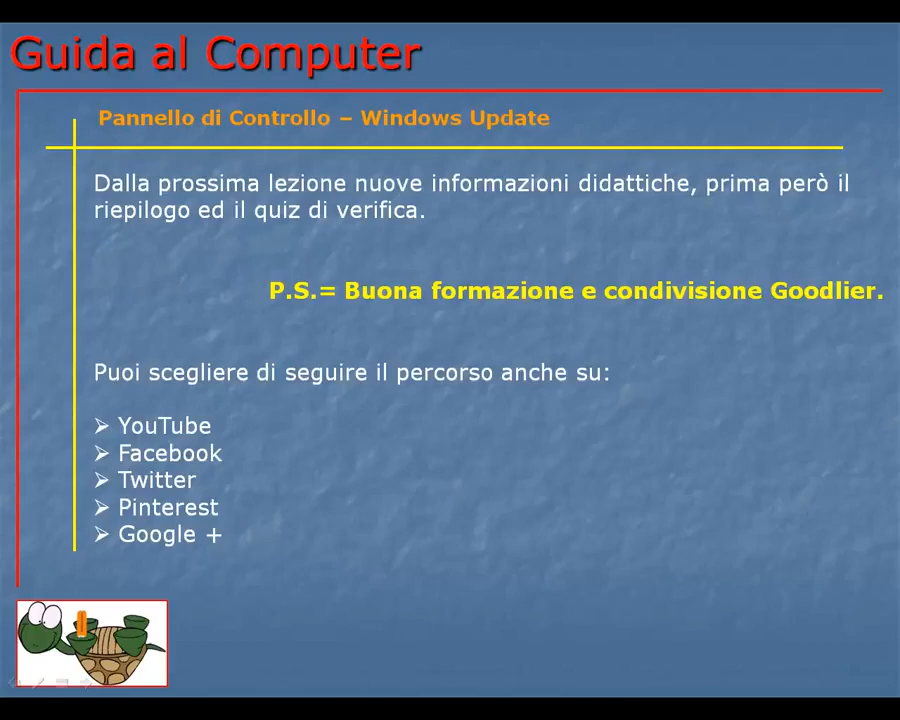 Guida al Computer
Pannello di Controllo – Windows Update
Dalla prossima lezione nuove informazioni didattiche, prima però il
riepilogo ed il quiz di verifica.
P.S.= Buona formazione e condivisione Goodlier.
Puoi scegliere di seguire il percorso anche su:
➢ YouTube
➢ Facebook
➢ Twitter
➢ Pinterest
➢ Google +